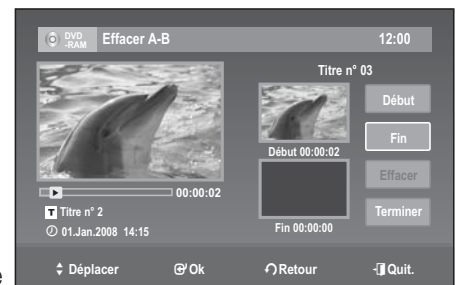 DVD -RAM Effacer A-B 12:00
Titre n° 03
Début
Fin
Effacer
Terminer
Début 00:00:02
Fin 00:00:00
00:00:02
T Titre n° 2
01.Jan.2008 14:15
Déplacer Ok Retour Quit.
e